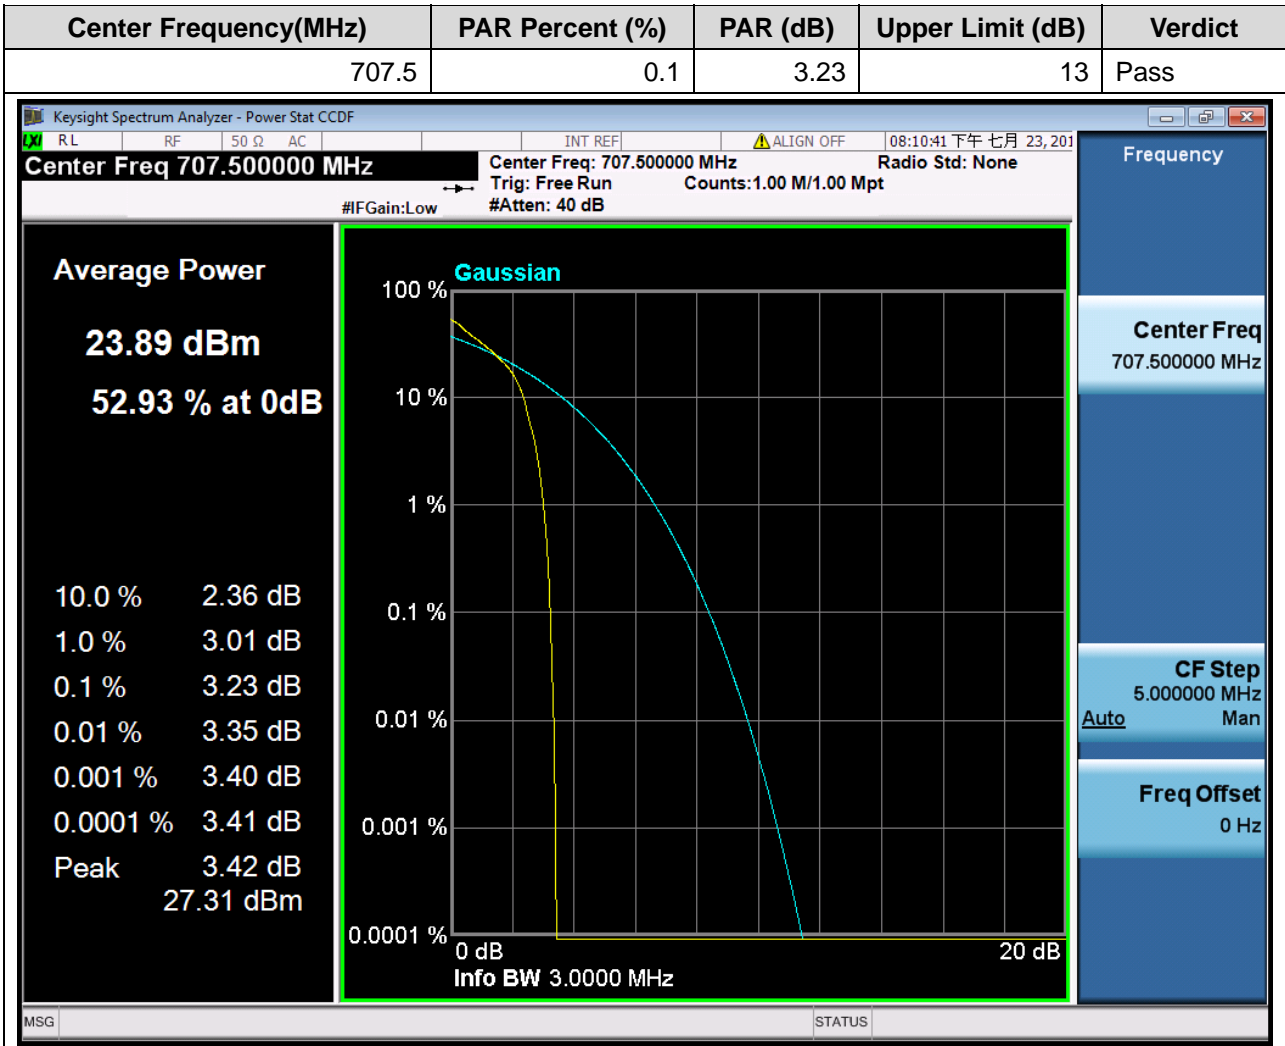 Center Frequency(MHz) PAR Percent (%) PAR (dB) Upper Limit (dB) Verdict
707.5 0.1 3.23 13 Pass
Keysight Spectrum Analyzer - Power Stat CCDF
LXI RL RF 50 Ω AC INT REF ALIGN OFF 08:10:41 下午 七月 23, 201
Center Freq 707.500000 MHz
Center Freq: 707.500000 MHz Radio Std: None
Trig: Free Run Counts:1.00 M/1.00 Mpt
#IFGain:Low #Atten: 40 dB
Frequency
Average Power
23.89 dBm
52.93 % at 0dB
10.0 % 2.36 dB
1.0 % 3.01 dB
0.1 % 3.23 dB
0.01 % 3.35 dB
0.001 % 3.40 dB
0.0001 % 3.41 dB
Peak 3.42 dB
27.31 dBm
Gaussian
100 %
10 %
1 %
0.1 %
0.01 %
0.001 %
0.0001 %
0 dB 20 dB
Info BW 3.0000 MHz
Center Freq
707.500000 MHz
CF Step
5.000000 MHz
Auto Man
Freq Offset
0 Hz
MSG STATUS